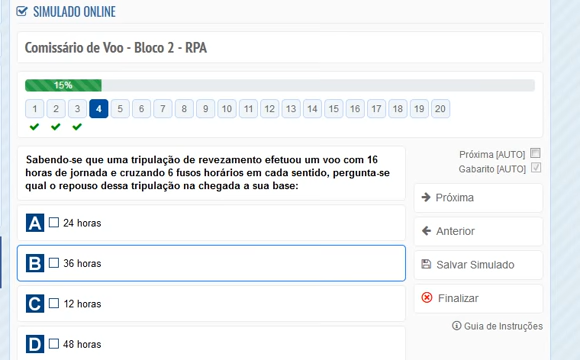 SIMULADO ONLINE
Comissário de Voo - Bloco 2 - RPA
15%
1 2 3 4 5 6 7 8 9 10 11 12 13 14 15 16 17 18 19 20
Sabendo-se que uma tripulação de revezamento efetuou um voo com 16
horas de jornada e cruzando 6 fusos horários em cada sentido, pergunta-se
qual o repouso dessa tripulação na chegada a sua base:
A 24 horas
B 36 horas
C 12 horas
D 48 horas
Próxima [AUTO]
Gabarito [AUTO]
Próxima
Anterior
Salvar Simulado
Finalizar
Guia de Instruções